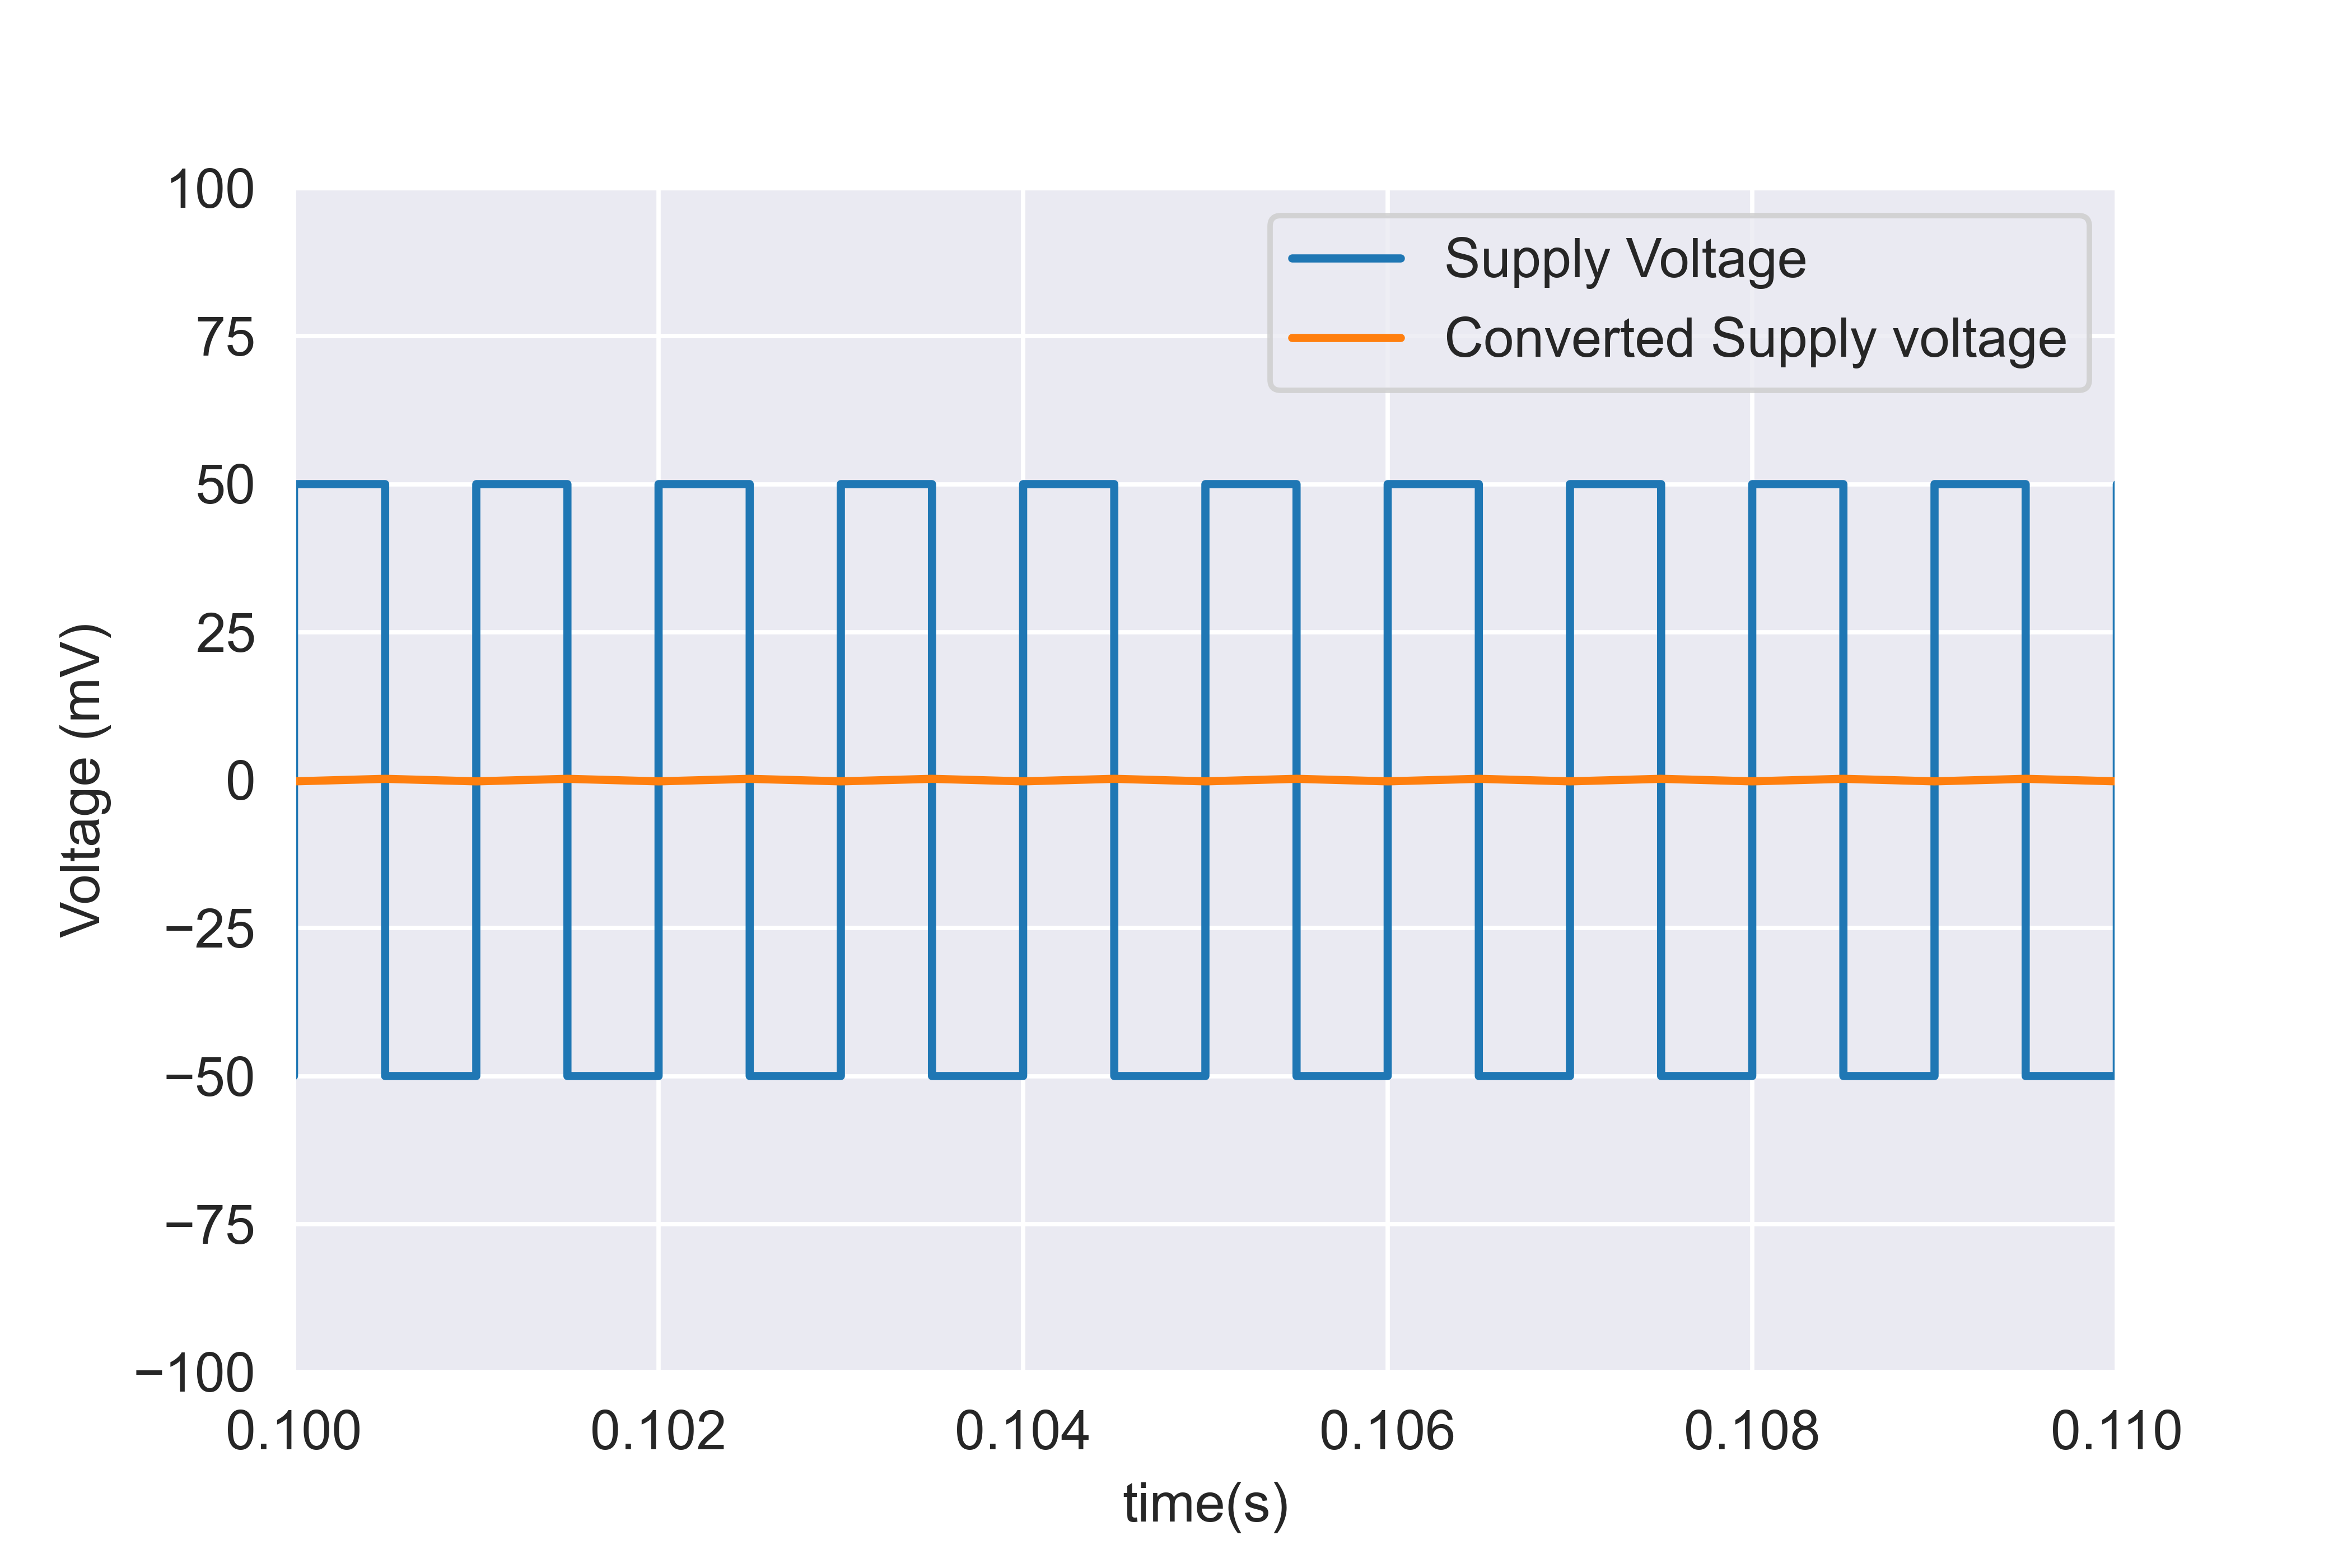 100
75
50
25
0
−25
−50
−75
−100
Voltage (mV)
Supply Voltage
Converted Supply voltage
0.100 0.102 0.104 0.106 0.108 0.110
time(s)